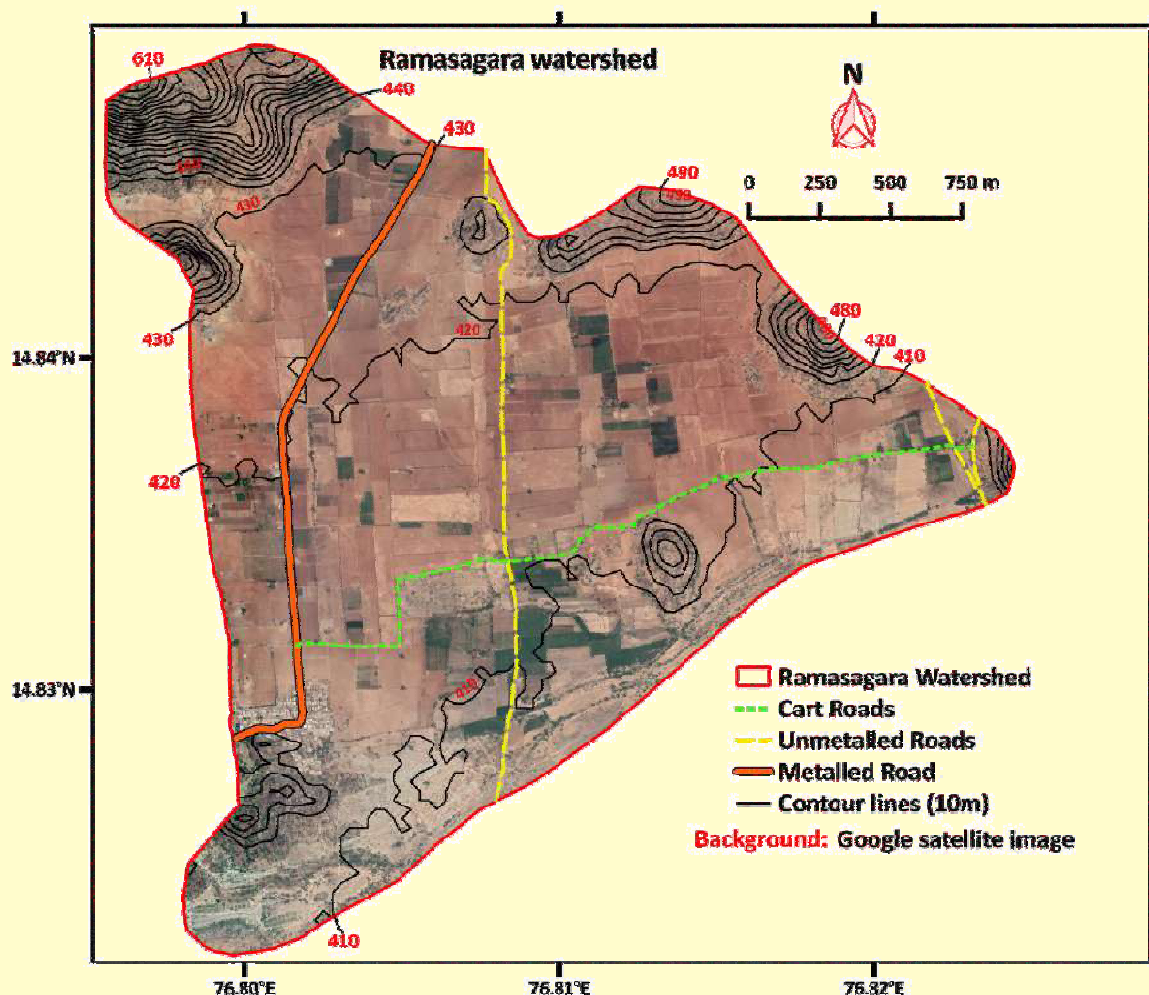 Ramasagara watershed
610
440
430
N
0 250 500 750 m
430
490
430
480
420
14.84°N
420
410
420
410
14.83°N
410
Ramasagara Watershed
Cart Roads
Unmetalled Roads
Metalled Road
Contour lines (10m)
Background: Google satellite image
76.80°E 76.81°E 76.82°E